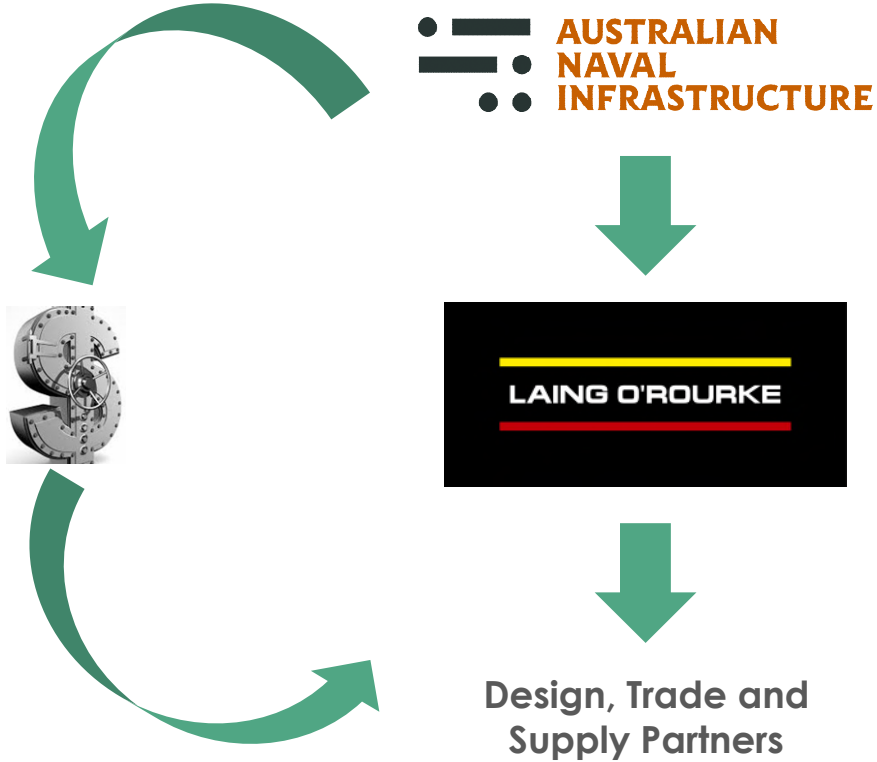 AUSTRALIAN
NAVAL
INFRASTRUCTURE
LAING O'ROURKE
Design, Trade and
Supply Partners